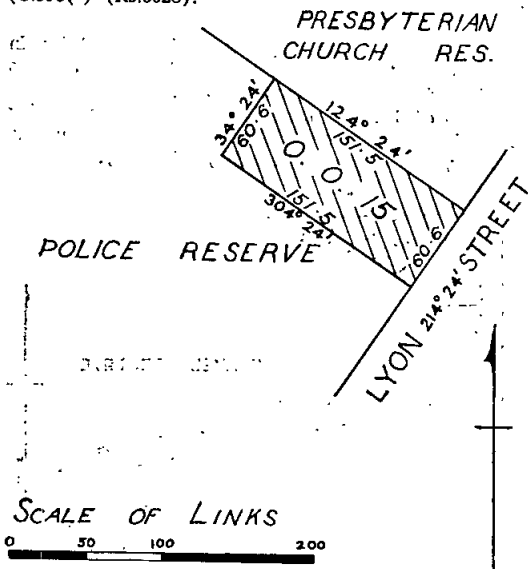 PRESBYTERIAN
CHURCH RES.
34° 24'
124° 24'
60·6
151·5
0. 0. 15
151·5
304° 24'
60·6
POLICE RESERVE
LYON 214° 24' STREET
SCALE OF LINKS
0 50 100 200